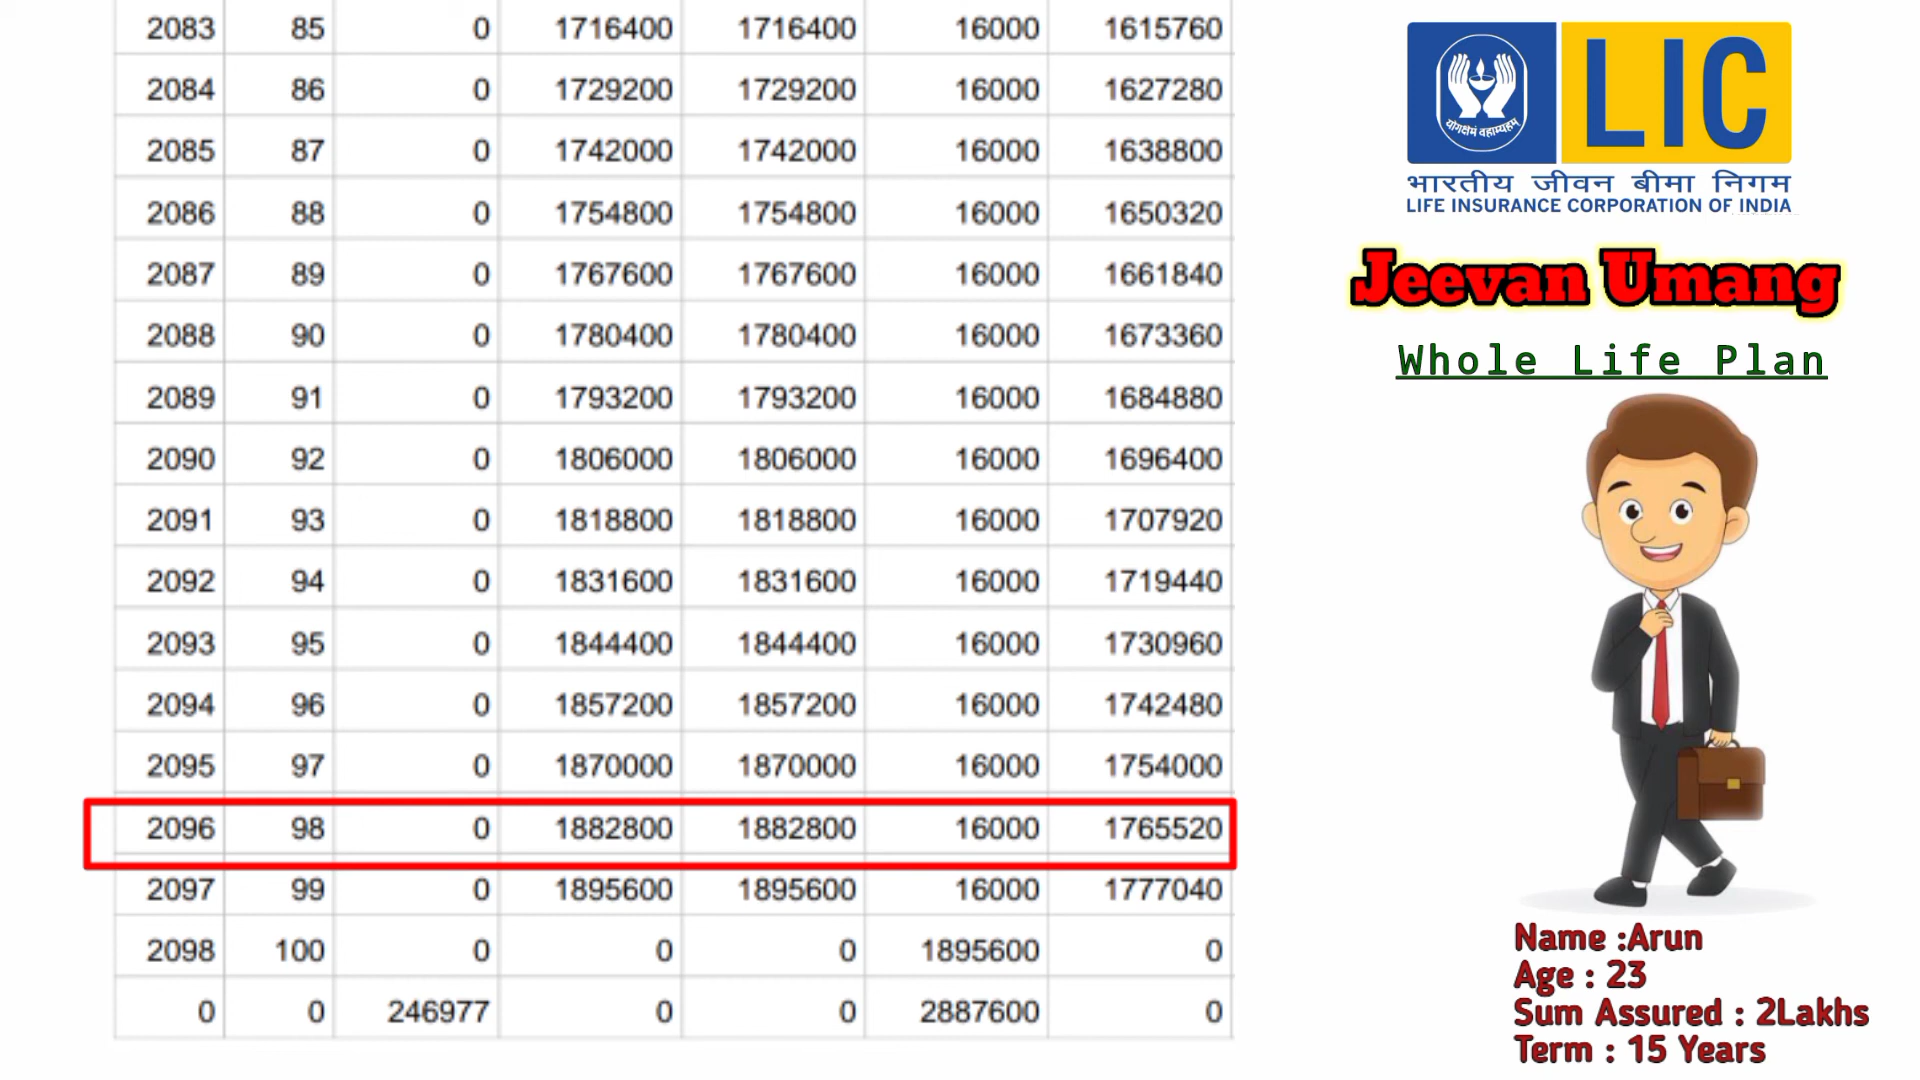 2083 85 0 1716400 1716400 16000 1615760
2084 86 0 1729200 1729200 16000 1627280
2085 87 0 1742000 1742000 16000 1638800
2086 88 0 1754800 1754800 16000 1650320
2087 89 0 1767600 1767600 16000 1661840
2088 90 0 1780400 1780400 16000 1673360
2089 91 0 1793200 1793200 16000 1684880
2090 92 0 1806000 1806000 16000 1696400
2091 93 0 1818800 1818800 16000 1707920
2092 94 0 1831600 1831600 16000 1719440
2093 95 0 1844400 1844400 16000 1730960
2094 96 0 1857200 1857200 16000 1742480
2095 97 0 1870000 1870000 16000 1754000
2096 98 0 1882800 1882800 16000 1765520
2097 99 0 1895600 1895600 16000 1777040
2098 100 0 0 0 1895600 0
0 0 246977 0 0 2887600 0
योगक्षेमं वहाम्यहम्
LIC
भारतीय जीवन बीमा निगम
LIFE INSURANCE CORPORATION OF INDIA
Jeevan Umang
Whole Life Plan
Name :Arun
Age : 23
Sum Assured : 2Lakhs
Term : 15 Years